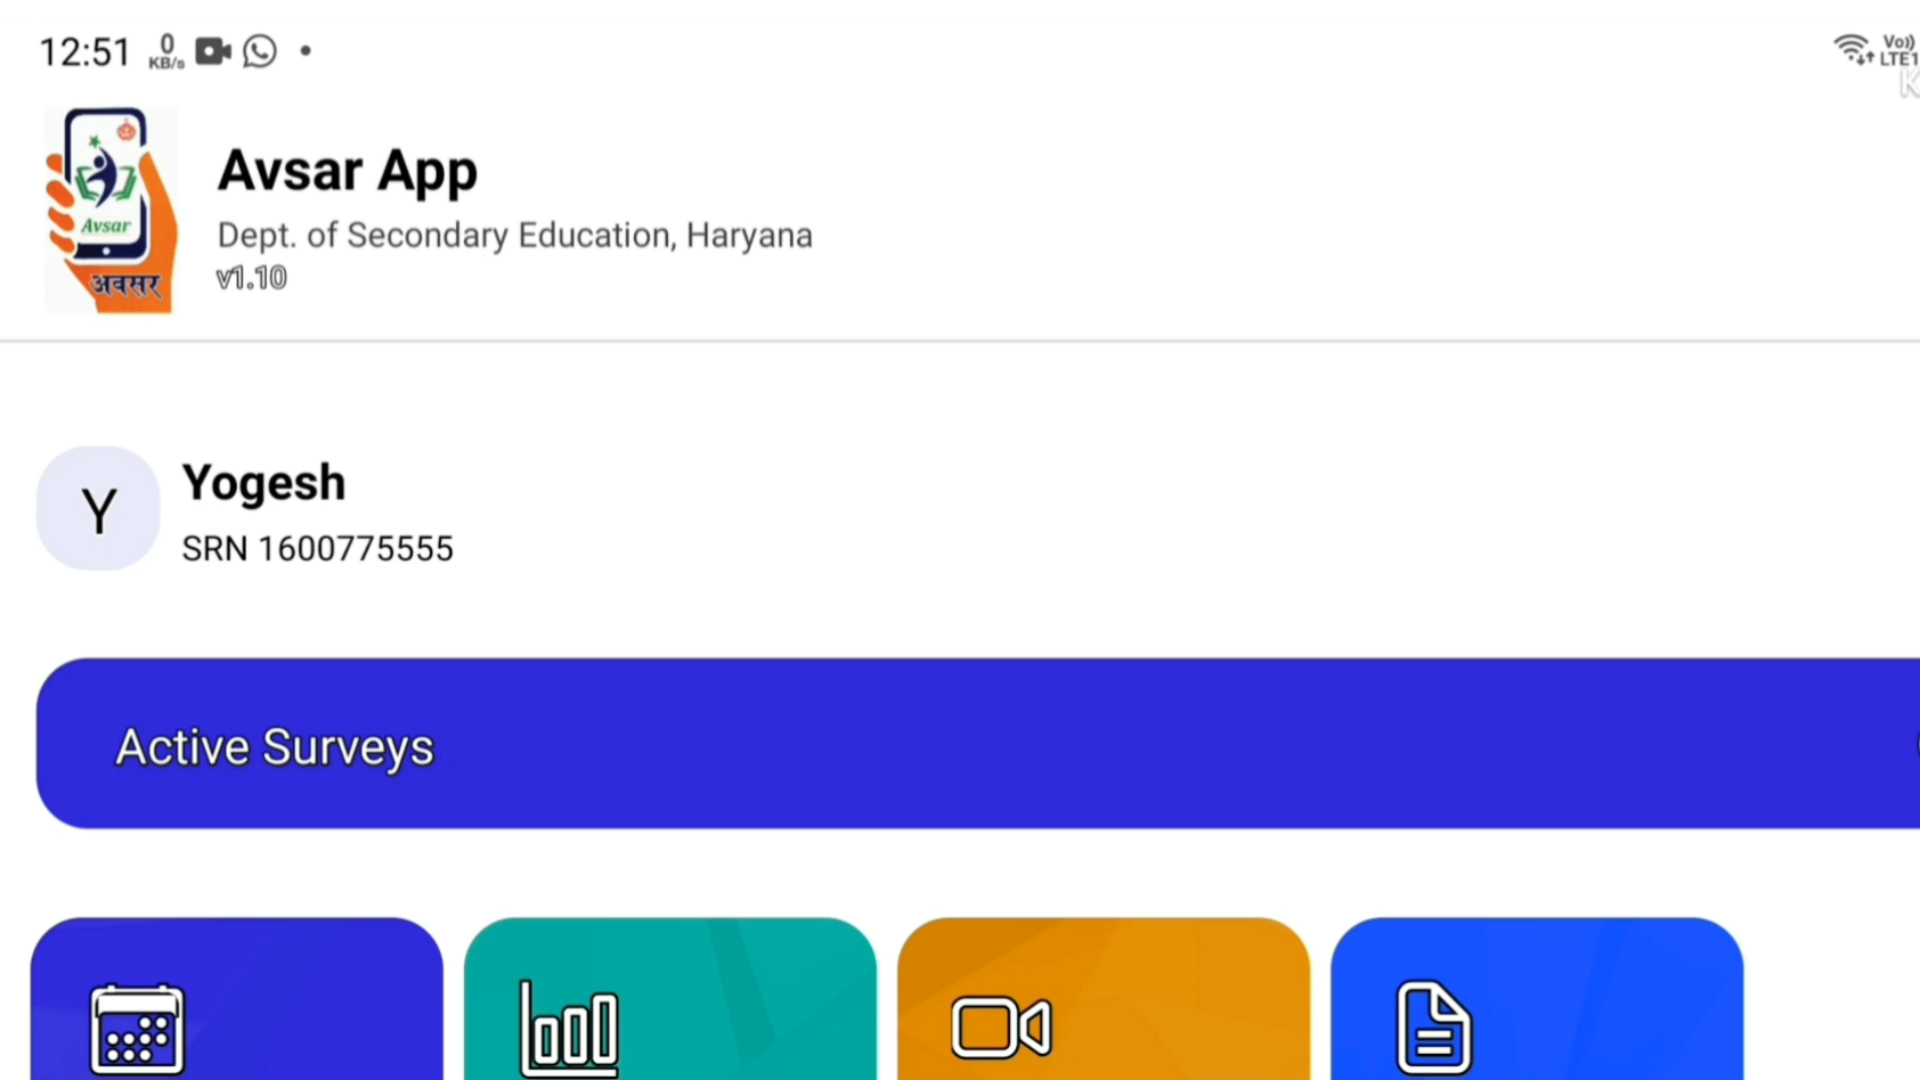 12:51 0 KB/s
Vo)) LTE1
K
Avsar
अवसर
Avsar App
Dept. of Secondary Education, Haryana
v1.10
Y
Yogesh
SRN 1600775555
Active Surveys